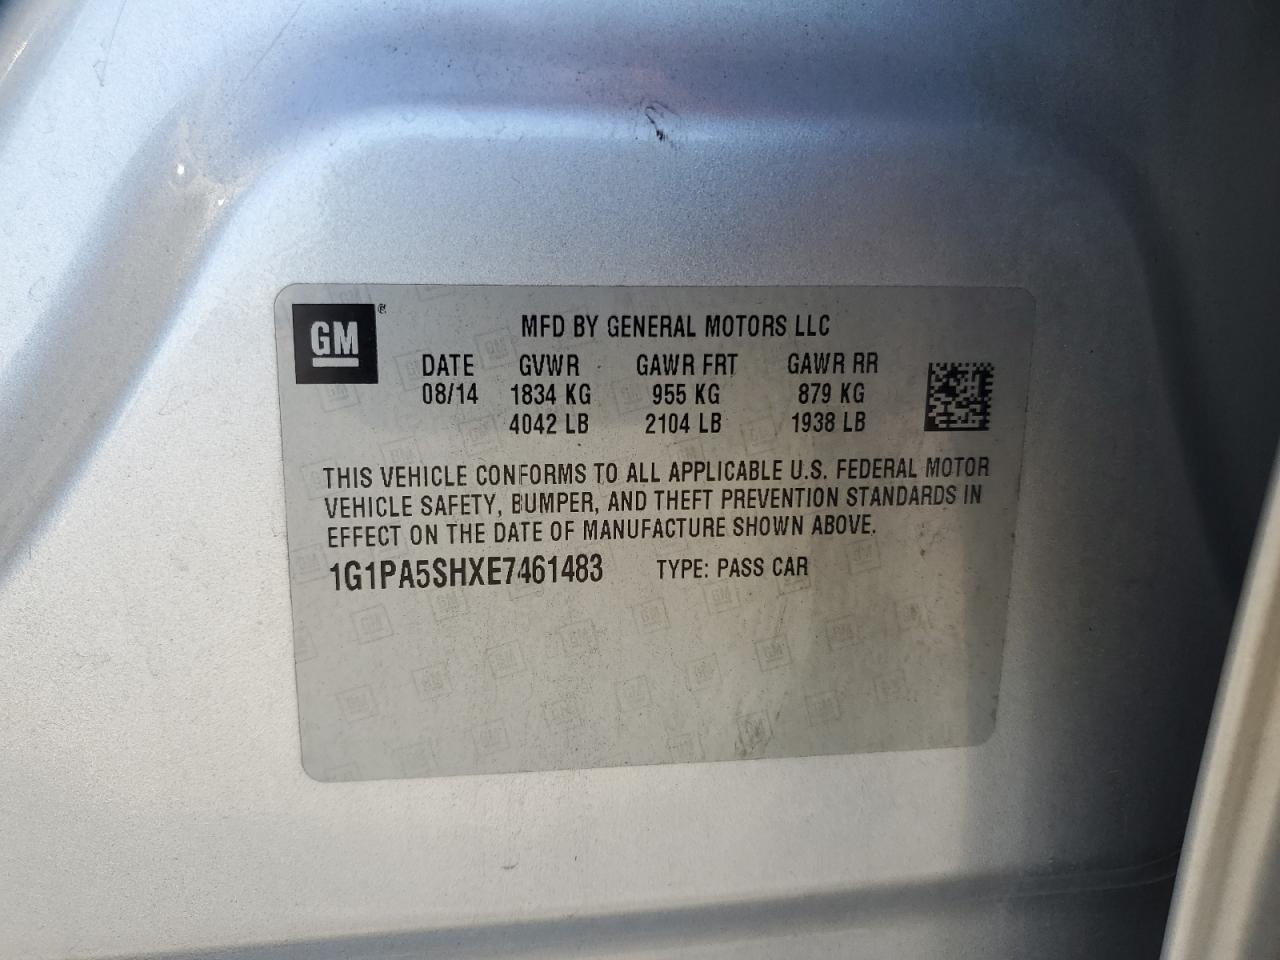 GM
MFD BY GENERAL MOTORS LLC
DATE GVWR GAWR FRT GAWR RR
08/14 1834 KG 955 KG 879 KG
4042 LB 2104 LB 1938 LB
THIS VEHICLE CONFORMS TO ALL APPLICABLE U.S. FEDERAL MOTOR
VEHICLE SAFETY, BUMPER, AND THEFT PREVENTION STANDARDS IN
EFFECT ON THE DATE OF MANUFACTURE SHOWN ABOVE.
1G1PA5SHXE7461483 TYPE: PASS CAR